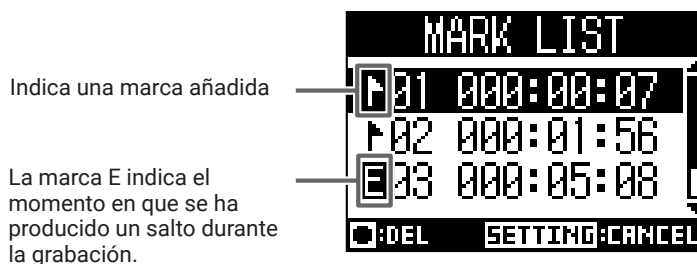 MARK LIST
Indica una marca añadida
01 000:00:07
02 000:01:56
La marca E indica el
momento en que se ha
producido un salto durante
la grabación.
E 03 000:05:08
:DEL SETTING:CANCEL